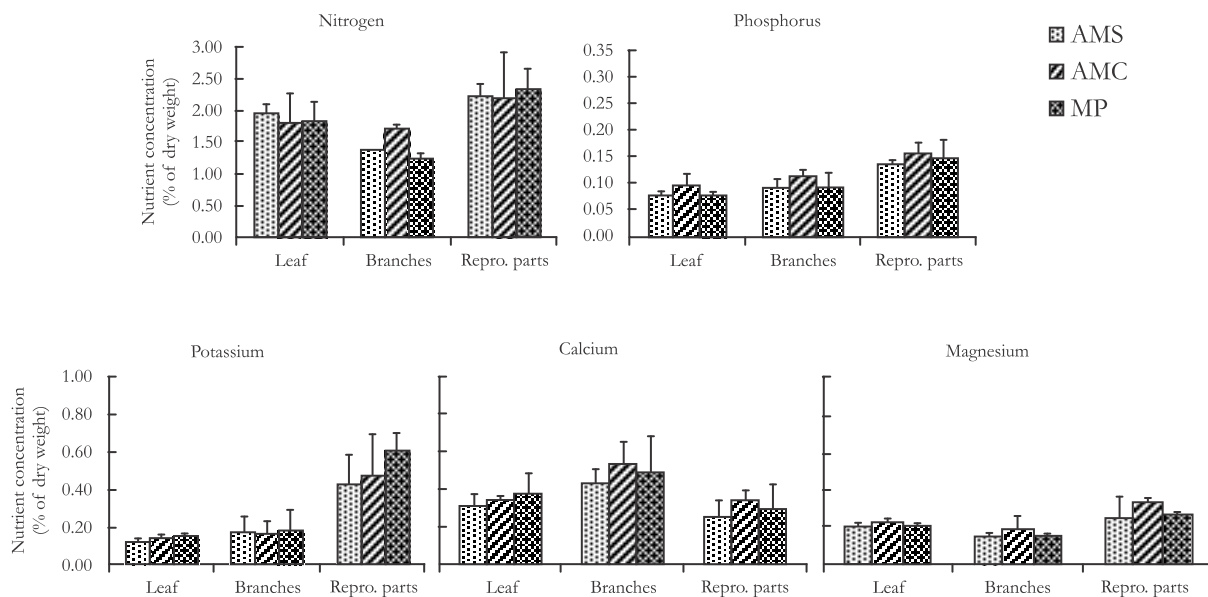 Nitrogen
Phosphorus
AMS
AMC
MP
Nutrient concentration
(% of dry weight)
3.00
2.50
2.00
1.50
1.00
0.50
0.00
0.35
0.30
0.25
0.20
0.15
0.10
0.05
0.00
Leaf
Branches
Repro. parts
Leaf
Branches
Repro. parts
Potassium
Calcium
Magnesium
Nutrient concentration
(% of dry weight)
1.00
0.80
0.60
0.40
0.20
0.00
Leaf
Branches
Repro. parts
Leaf
Branches
Repro. parts
Leaf
Branches
Repro. parts